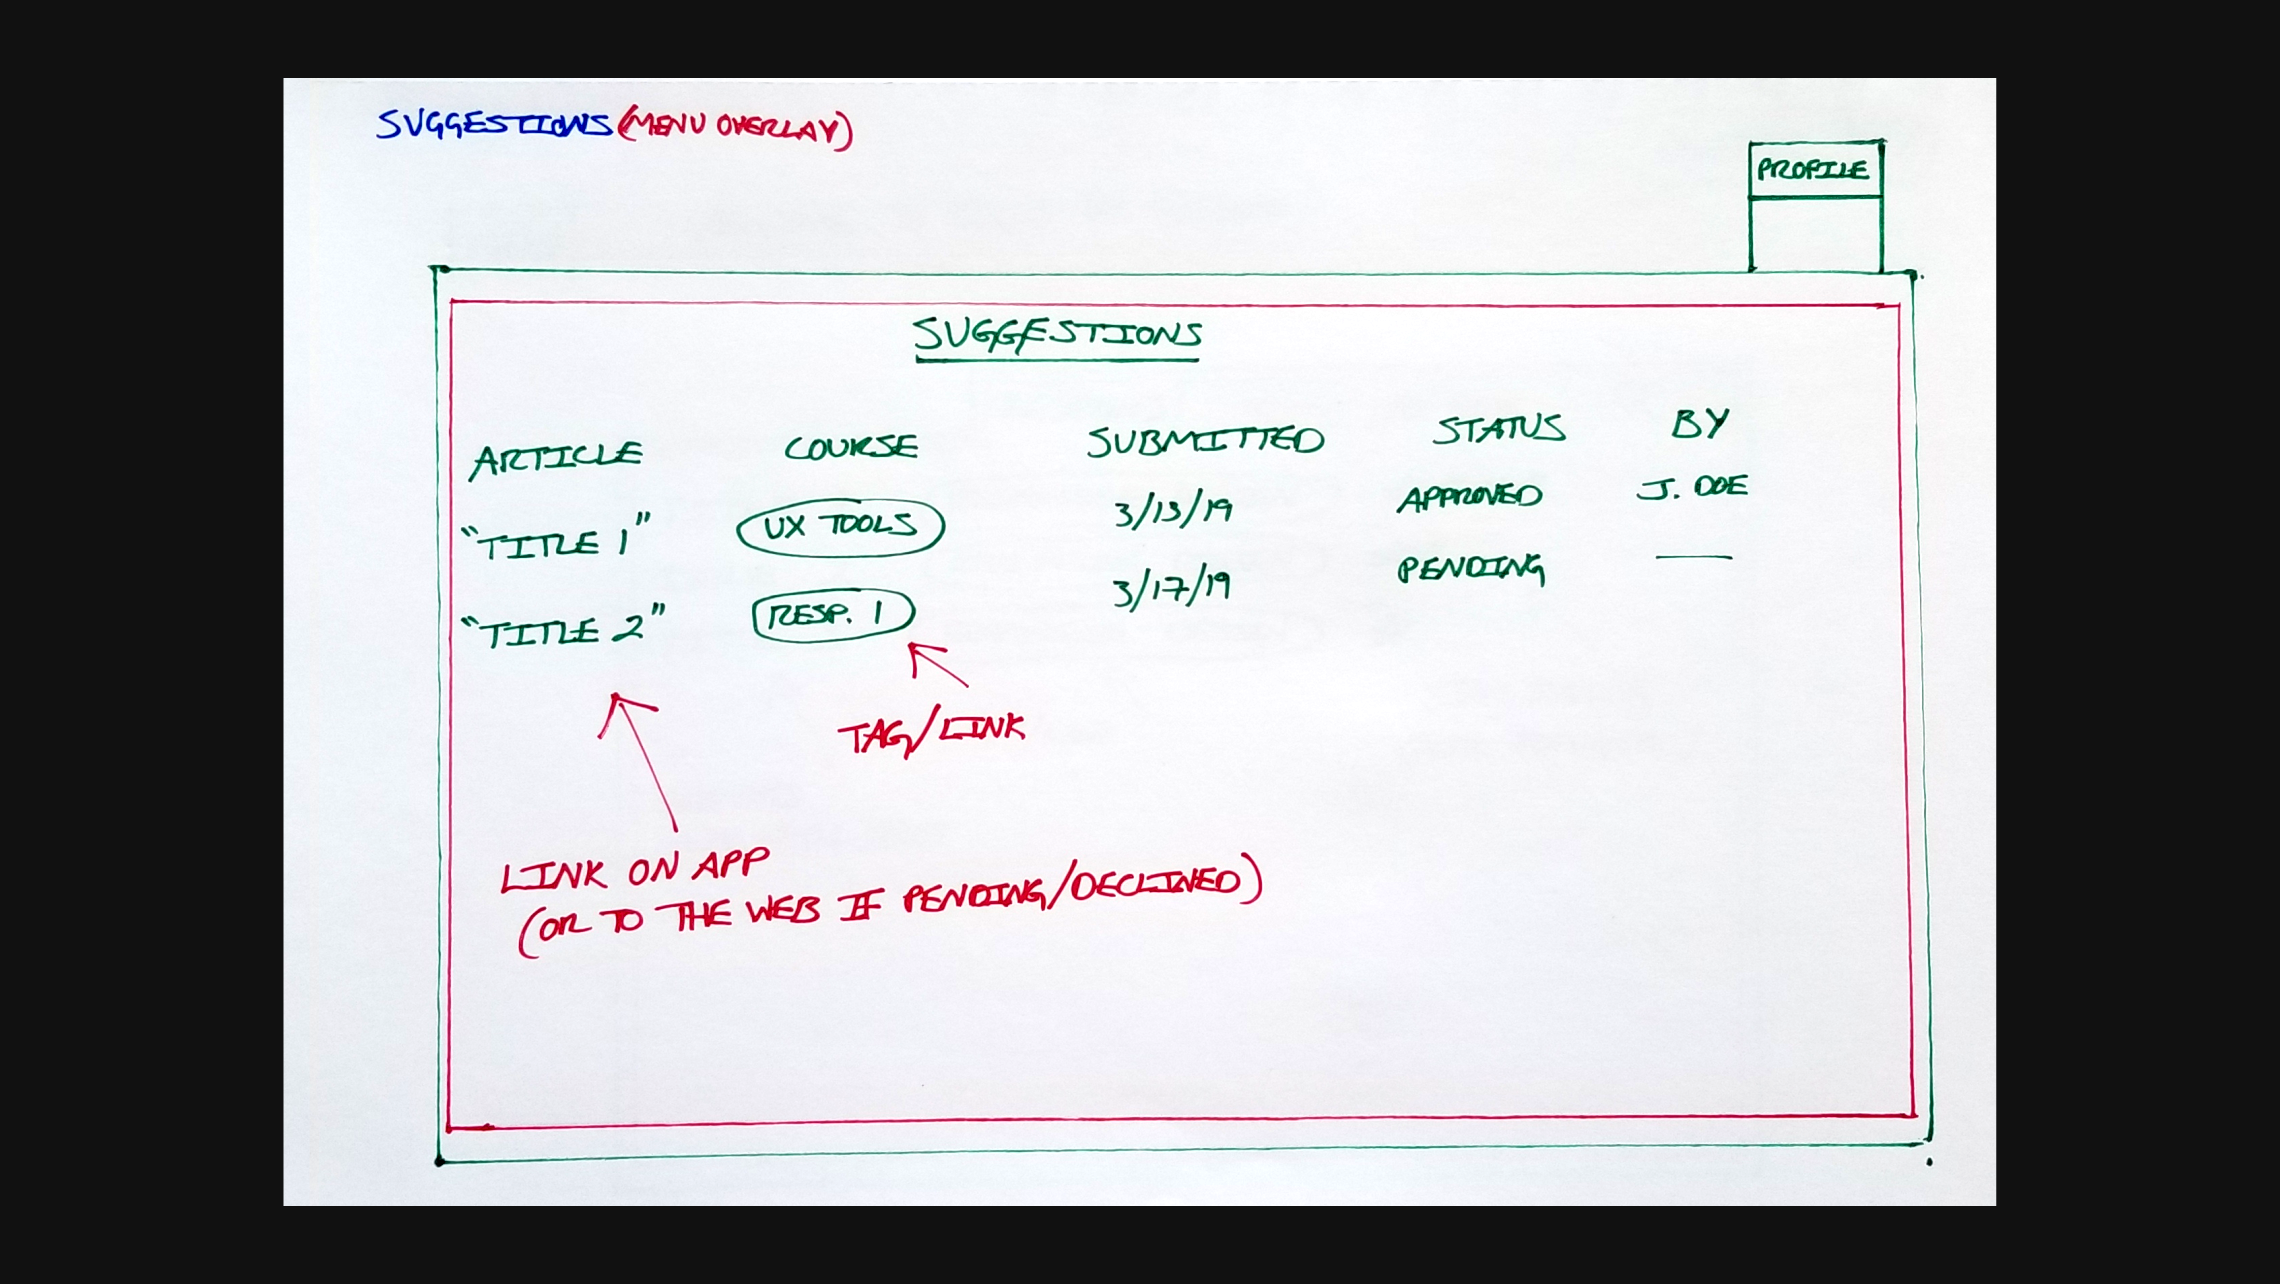 SUGGESTIONS (MENU OVERLAY)
PROFILE
SUGGESTIONS
ARTICLE COURSE SUBMITTED STATUS BY
"TITLE 1" UX TOOLS 3/13/19 APPROVED J. DOE
"TITLE 2" RESP. 1 3/17/19 PENDING —
TAG/LINK
LINK ON APP
(OR TO THE WEB IF PENDING/DECLINED)